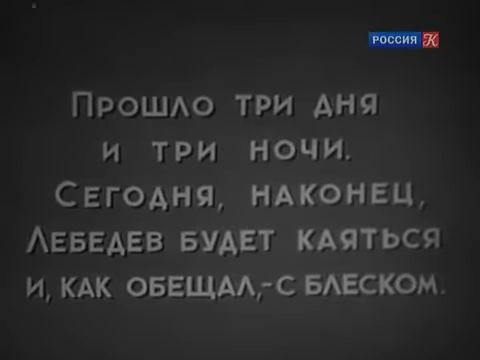 РОССИЯ К
Прошло три дня
и три ночи.
Сегодня, наконец,
Лебедев будет каяться
и, как обещал,-с блеском.